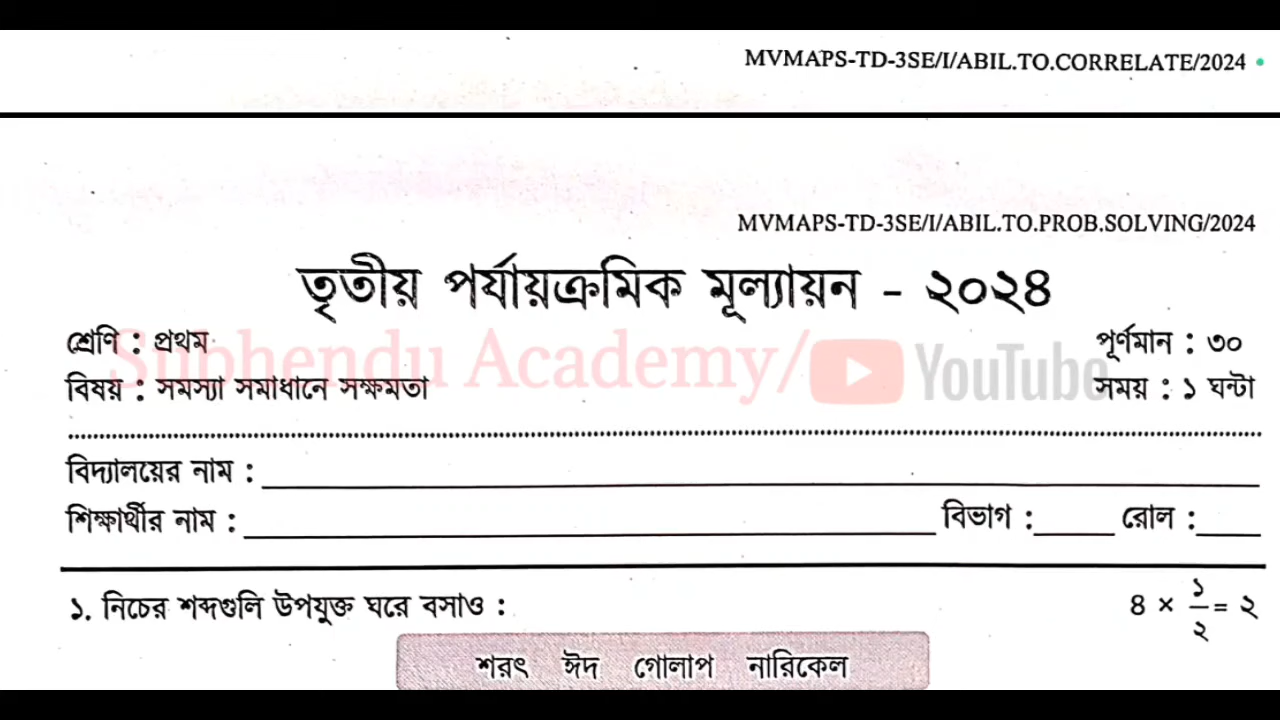 MVMAPS-TD-3SE/I/ABIL.TO.CORRELATE/2024
MVMAPS-TD-3SE/I/ABIL.TO.PROB.SOLVING/2024
তৃতীয় পর্যায়ক্রমিক মূল্যায়ন - ২০২৪
শ্রেণি : প্রথম
পূর্ণমান : ৩০
Subhendu Academy/ YouTube
বিষয় : সমস্যা সমাধানে সক্ষমতা
সময় : ১ ঘন্টা
বিদ্যালয়ের নাম :
শিক্ষার্থীর নাম : বিভাগ : রোল :
১. নিচের শব্দগুলি উপযুক্ত ঘরে বসাও : ৪ × ১/২ = ২
শরৎ ঈদ গোলাপ নারিকেল